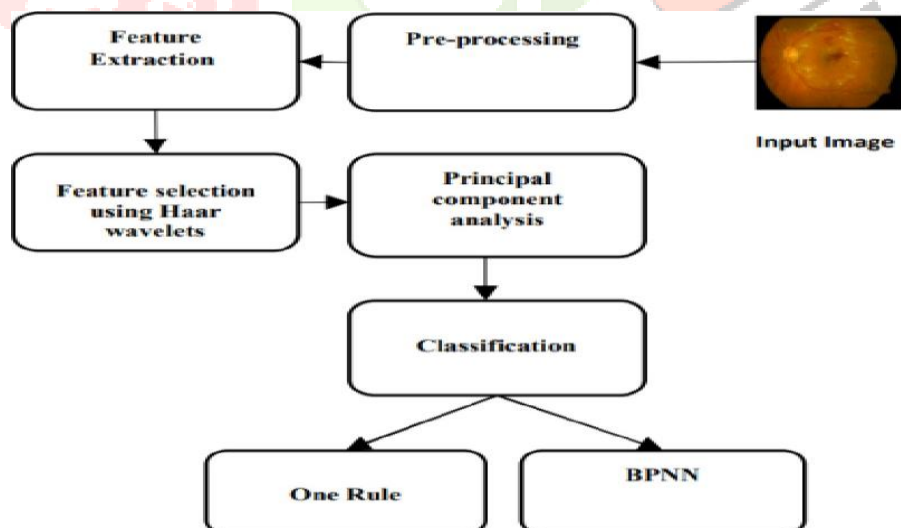 Feature
Extraction
Pre-processing
Input Image
Feature selection
using Haar
wavelets
Principal
component
analysis
Classification
One Rule
BPNN